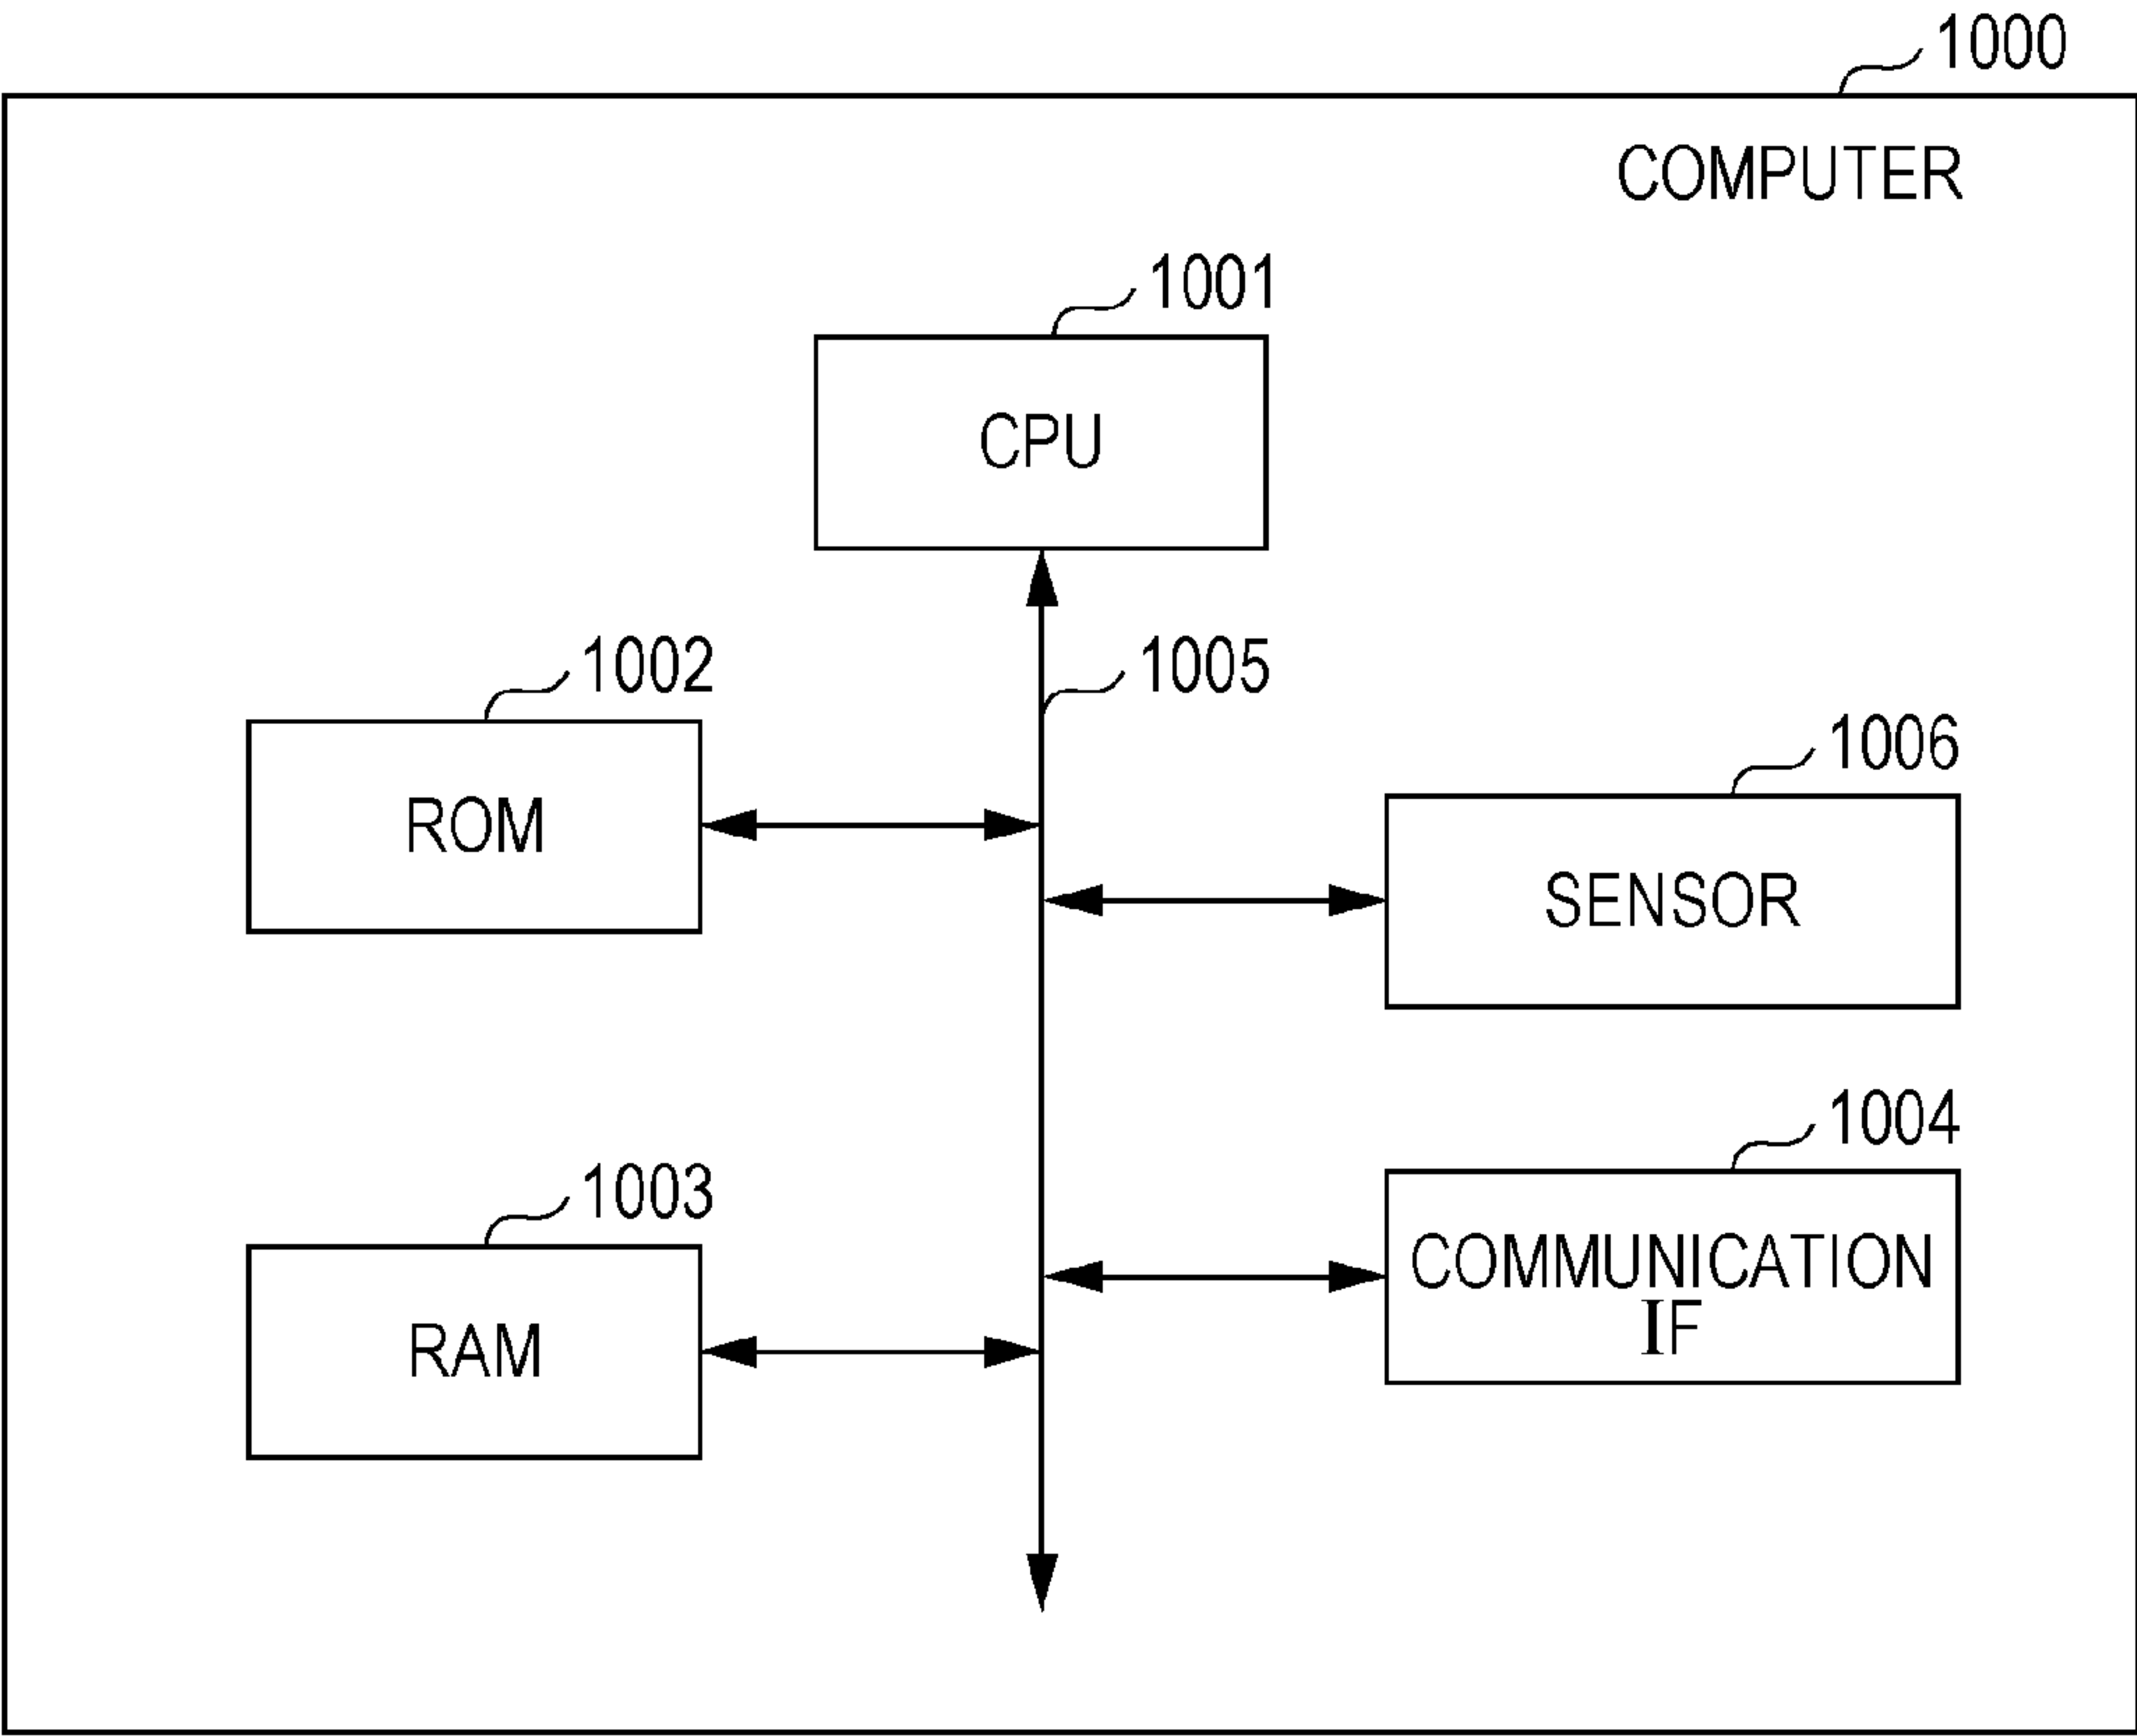 1000
COMPUTER
1001
CPU
1002
1005
ROM
1006
SENSOR
1003
RAM
1004
COMMUNICATION
IF